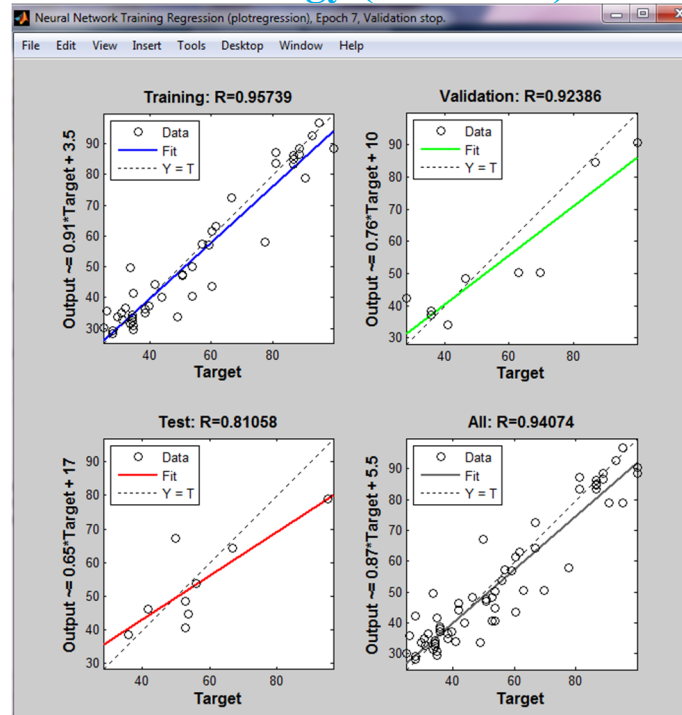 Neural Network Training Regression (plotregression), Epoch 7, Validation stop.
File Edit View Insert Tools Desktop Window Help
Training: R=0.95739
Output ~= 0.91*Target + 3.5
90
80
70
60
50
40
30
Data
Fit
Y = T
40 60 80
Target
Validation: R=0.92386
Output ~= 0.76*Target + 10
90
80
70
60
50
40
30
Data
Fit
Y = T
40 60 80
Target
Test: R=0.81058
Output ~= 0.65*Target + 17
90
80
70
60
50
40
30
Data
Fit
Y = T
40 60 80
Target
All: R=0.94074
Output ~= 0.87*Target + 5.5
90
80
70
60
50
40
30
Data
Fit
Y = T
40 60 80
Target